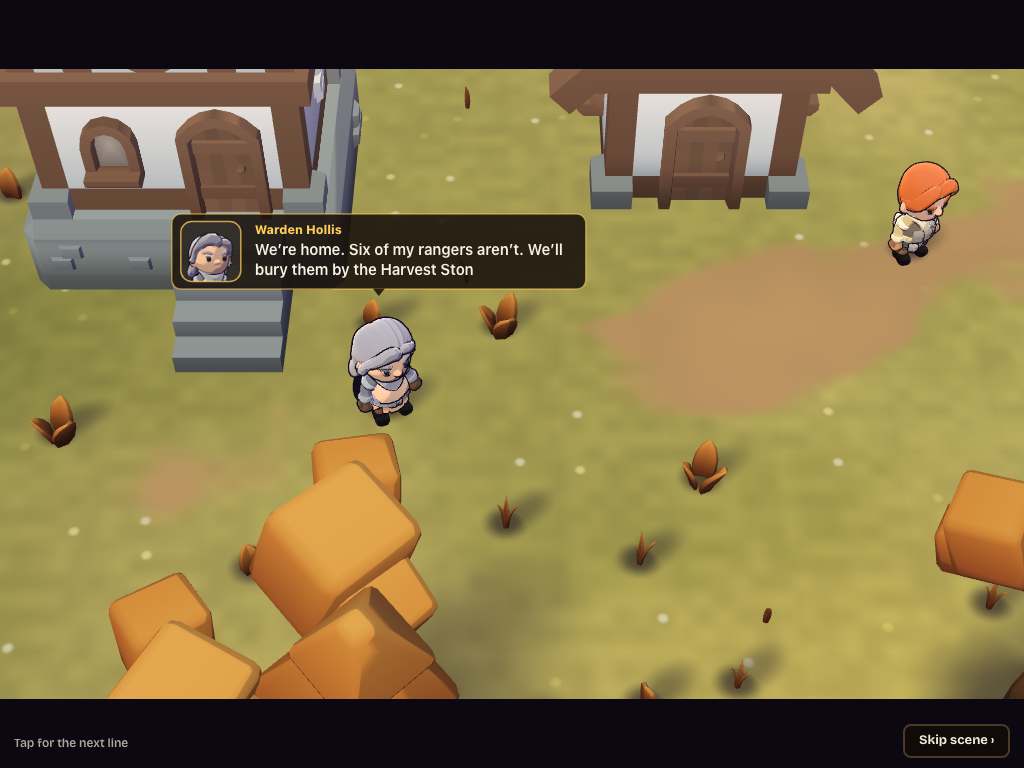 Warden Hollis
We’re home. Six of my rangers aren’t. We’ll
bury them by the Harvest Ston
Tap for the next line
Skip scene ›